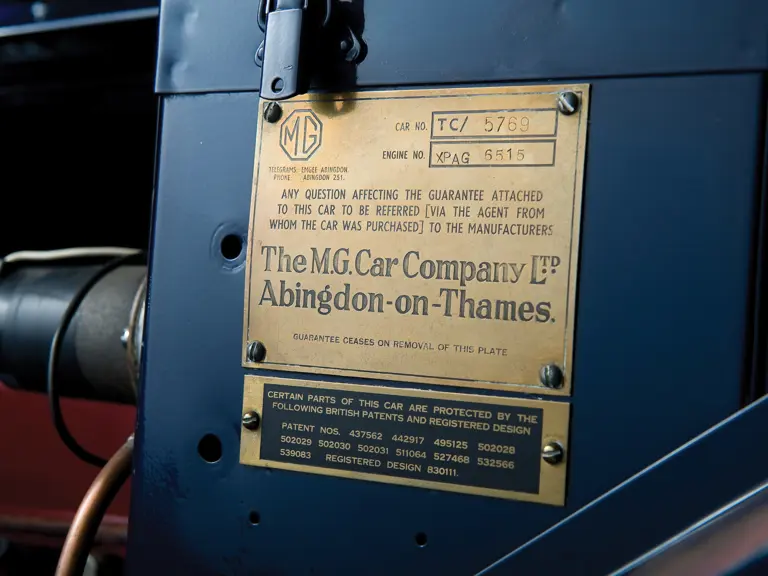 MG
CAR NO. TC/ 5769
ENGINE NO. XPAG 6515
TELEGRAMS: EMGEE ABINGDON.
PHONE: ABINGDON 251.
ANY QUESTION AFFECTING THE GUARANTEE ATTACHED
TO THIS CAR TO BE REFERRED [VIA THE AGENT FROM
WHOM THE CAR WAS PURCHASED] TO THE MANUFACTURERS
The M.G. Car Company LTD
Abingdon-on-Thames.
GUARANTEE CEASES ON REMOVAL OF THIS PLATE
CERTAIN PARTS OF THIS CAR ARE PROTECTED BY THE
FOLLOWING BRITISH PATENTS AND REGISTERED DESIGN
PATENT NOS. 437562 442917 495125 502028
502029 502030 502031 511064 527468 532566
539083 REGISTERED DESIGN 830111.